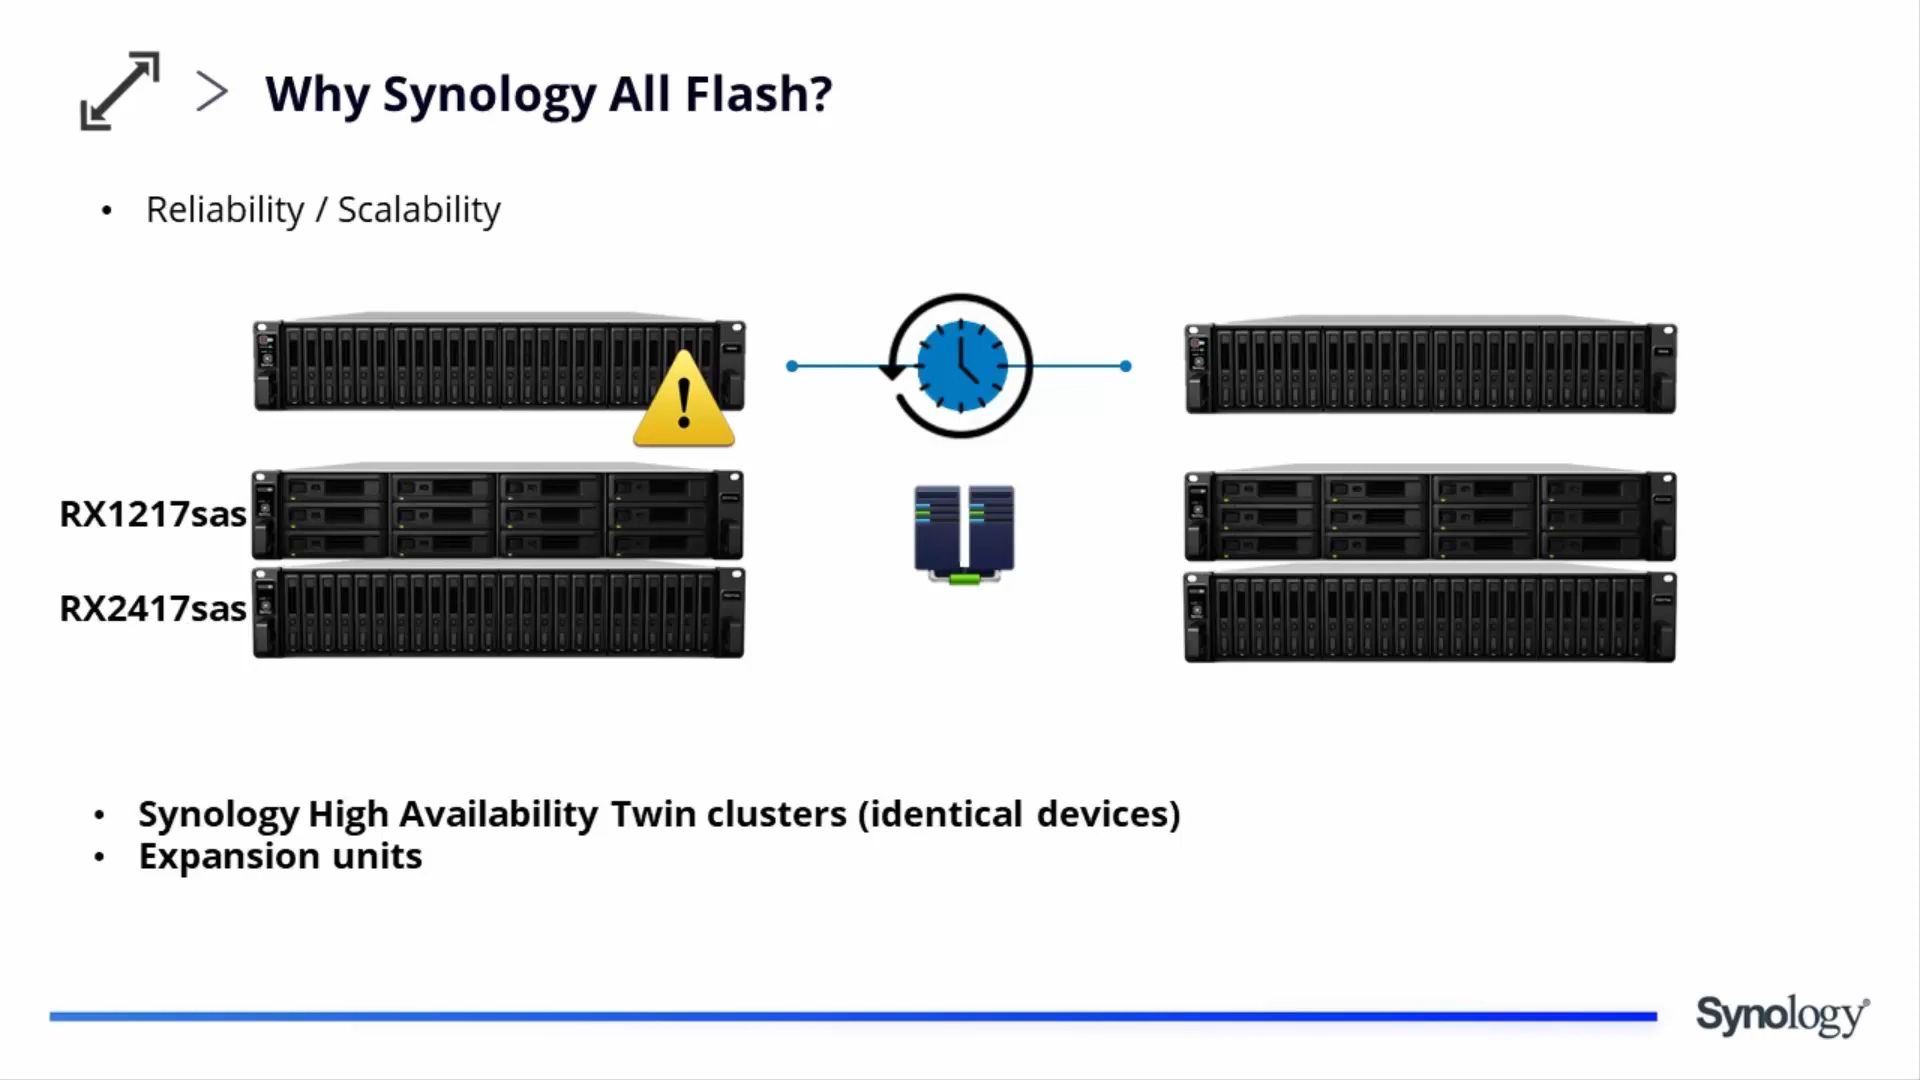 Why Synology All Flash?
• Reliability / Scalability
RX1217sas
RX2417sas
• Synology High Availability Twin clusters (identical devices)
• Expansion units
Synology®